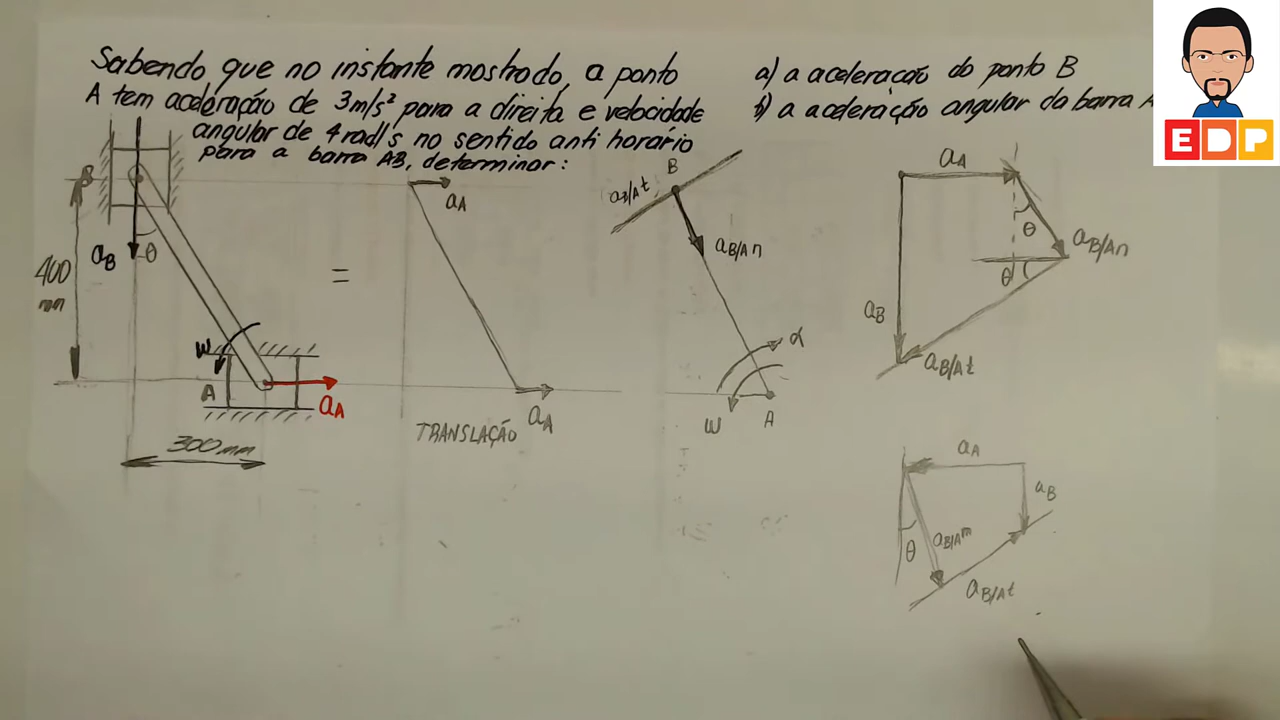 Sabendo que no instante mostrado, a ponto
A tem aceleração de 3m/s² para a direita e velocidade
angular de 4 rad/s no sentido anti horário
para a barra AB, determinar:
a) a aceleração do ponto B
b) a aceleração angular da barra A
EDP
B
aB
θ
400
mm
W
A
aA
300mm
=
aA
aA
TRANSLAÇÃO
B
aB/At
aB/An
α
W
A
aA
θ
aB/An
θ
aB
aB/At
aA
aB
θ
aB/An
aB/At